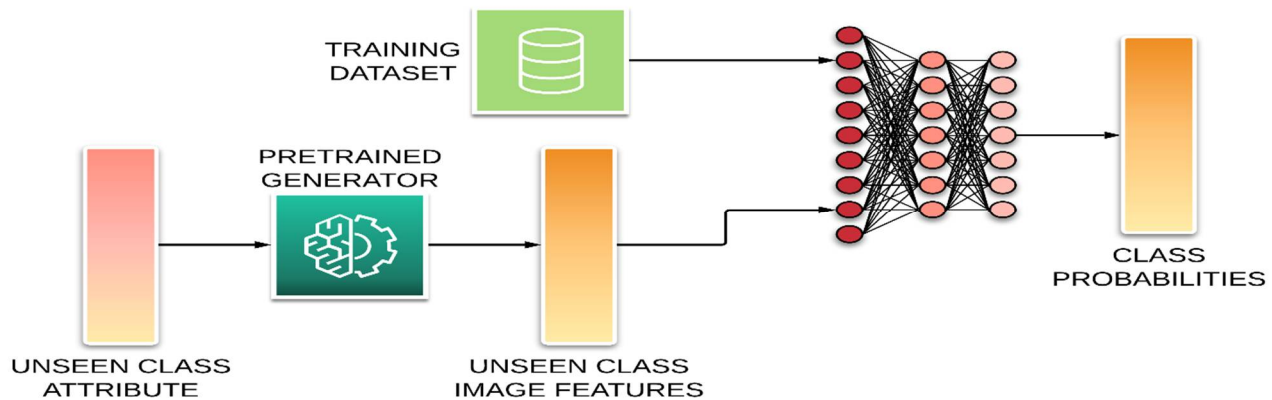 TRAINING
DATASET
PRETRAINED
GENERATOR
UNSEEN CLASS
ATTRIBUTE
UNSEEN CLASS
IMAGE FEATURES
CLASS
PROBABILITIES